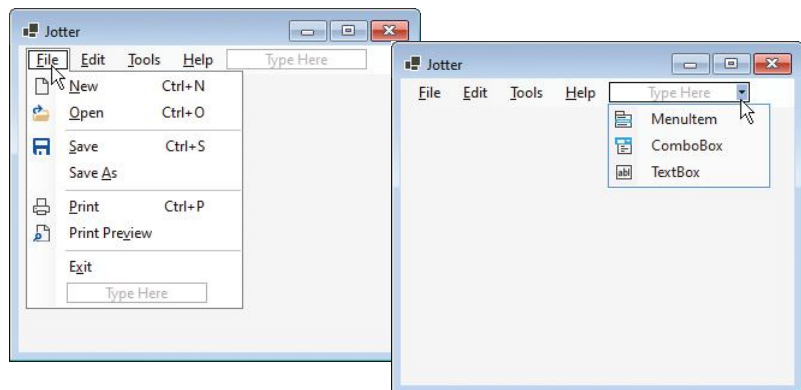 Jotter
File Edit Tools Help Type Here
New Ctrl+N
Open Ctrl+O
Save Ctrl+S
Save As
Print Ctrl+P
Print Preview
Exit
Type Here
Jotter
File Edit Tools Help Type Here
MenuItem
ComboBox
abl TextBox